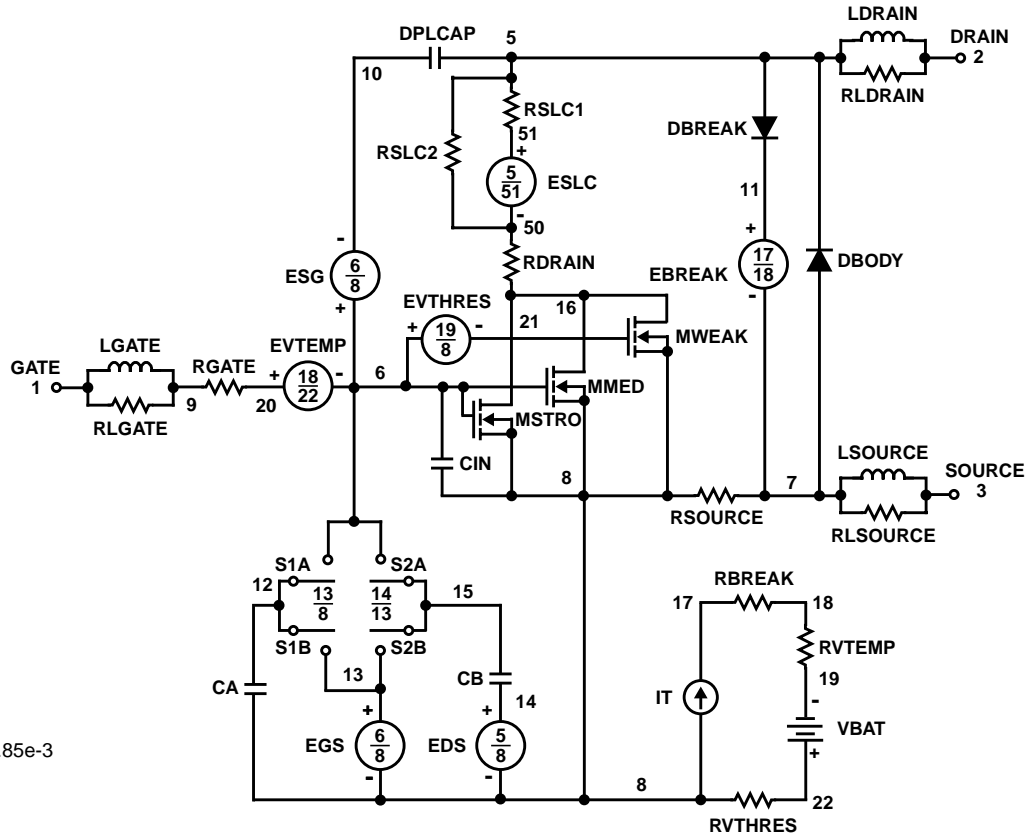 LDRAIN
DPLCAP 5 DRAIN
10 2
RSLC1 RLDRAIN
51 DBREAK
+
RSLC2
5
51
ESLC
11
-
50
-
+
RDRAIN
6
8
ESG
17
18
EBREAK
DBODY
+
EVTHRES
-
16
21
+ 19
8
-
MWEAK
LGATE
EVTEMP
GATE
1
RGATE
+ 18
22
-
6
MMED
9
20
RLGATE
MSTRO
CIN
LSOURCE
8
7
SOURCE
3
RSOURCE
RLSOURCE
S1A
S2A
12
13
8
14
13
15
S1B
S2B
RBREAK
17
18
13
RVTEMP
CA
CB
19
14
-
IT
+
+
VBAT
EGS
6
8
EDS
5
8
+
-
-
8
22
RVTHRES
.85e-3